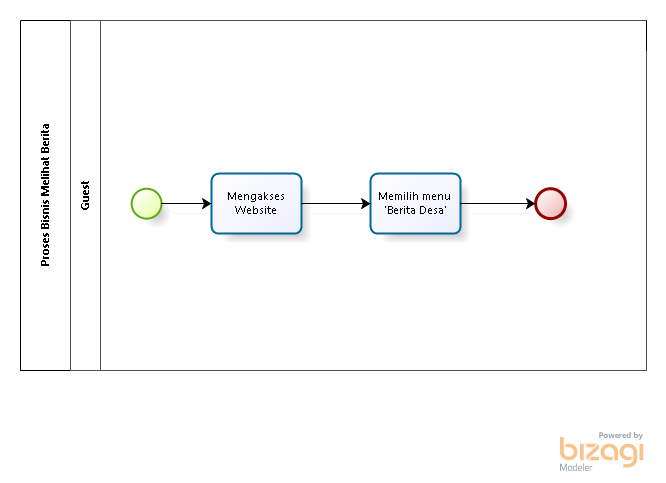 Proses Bisnis Melihat Berita
Guest
Mengakses
Website
Memilih menu
'Berita Desa'
Powered by
bizagi
Modeler